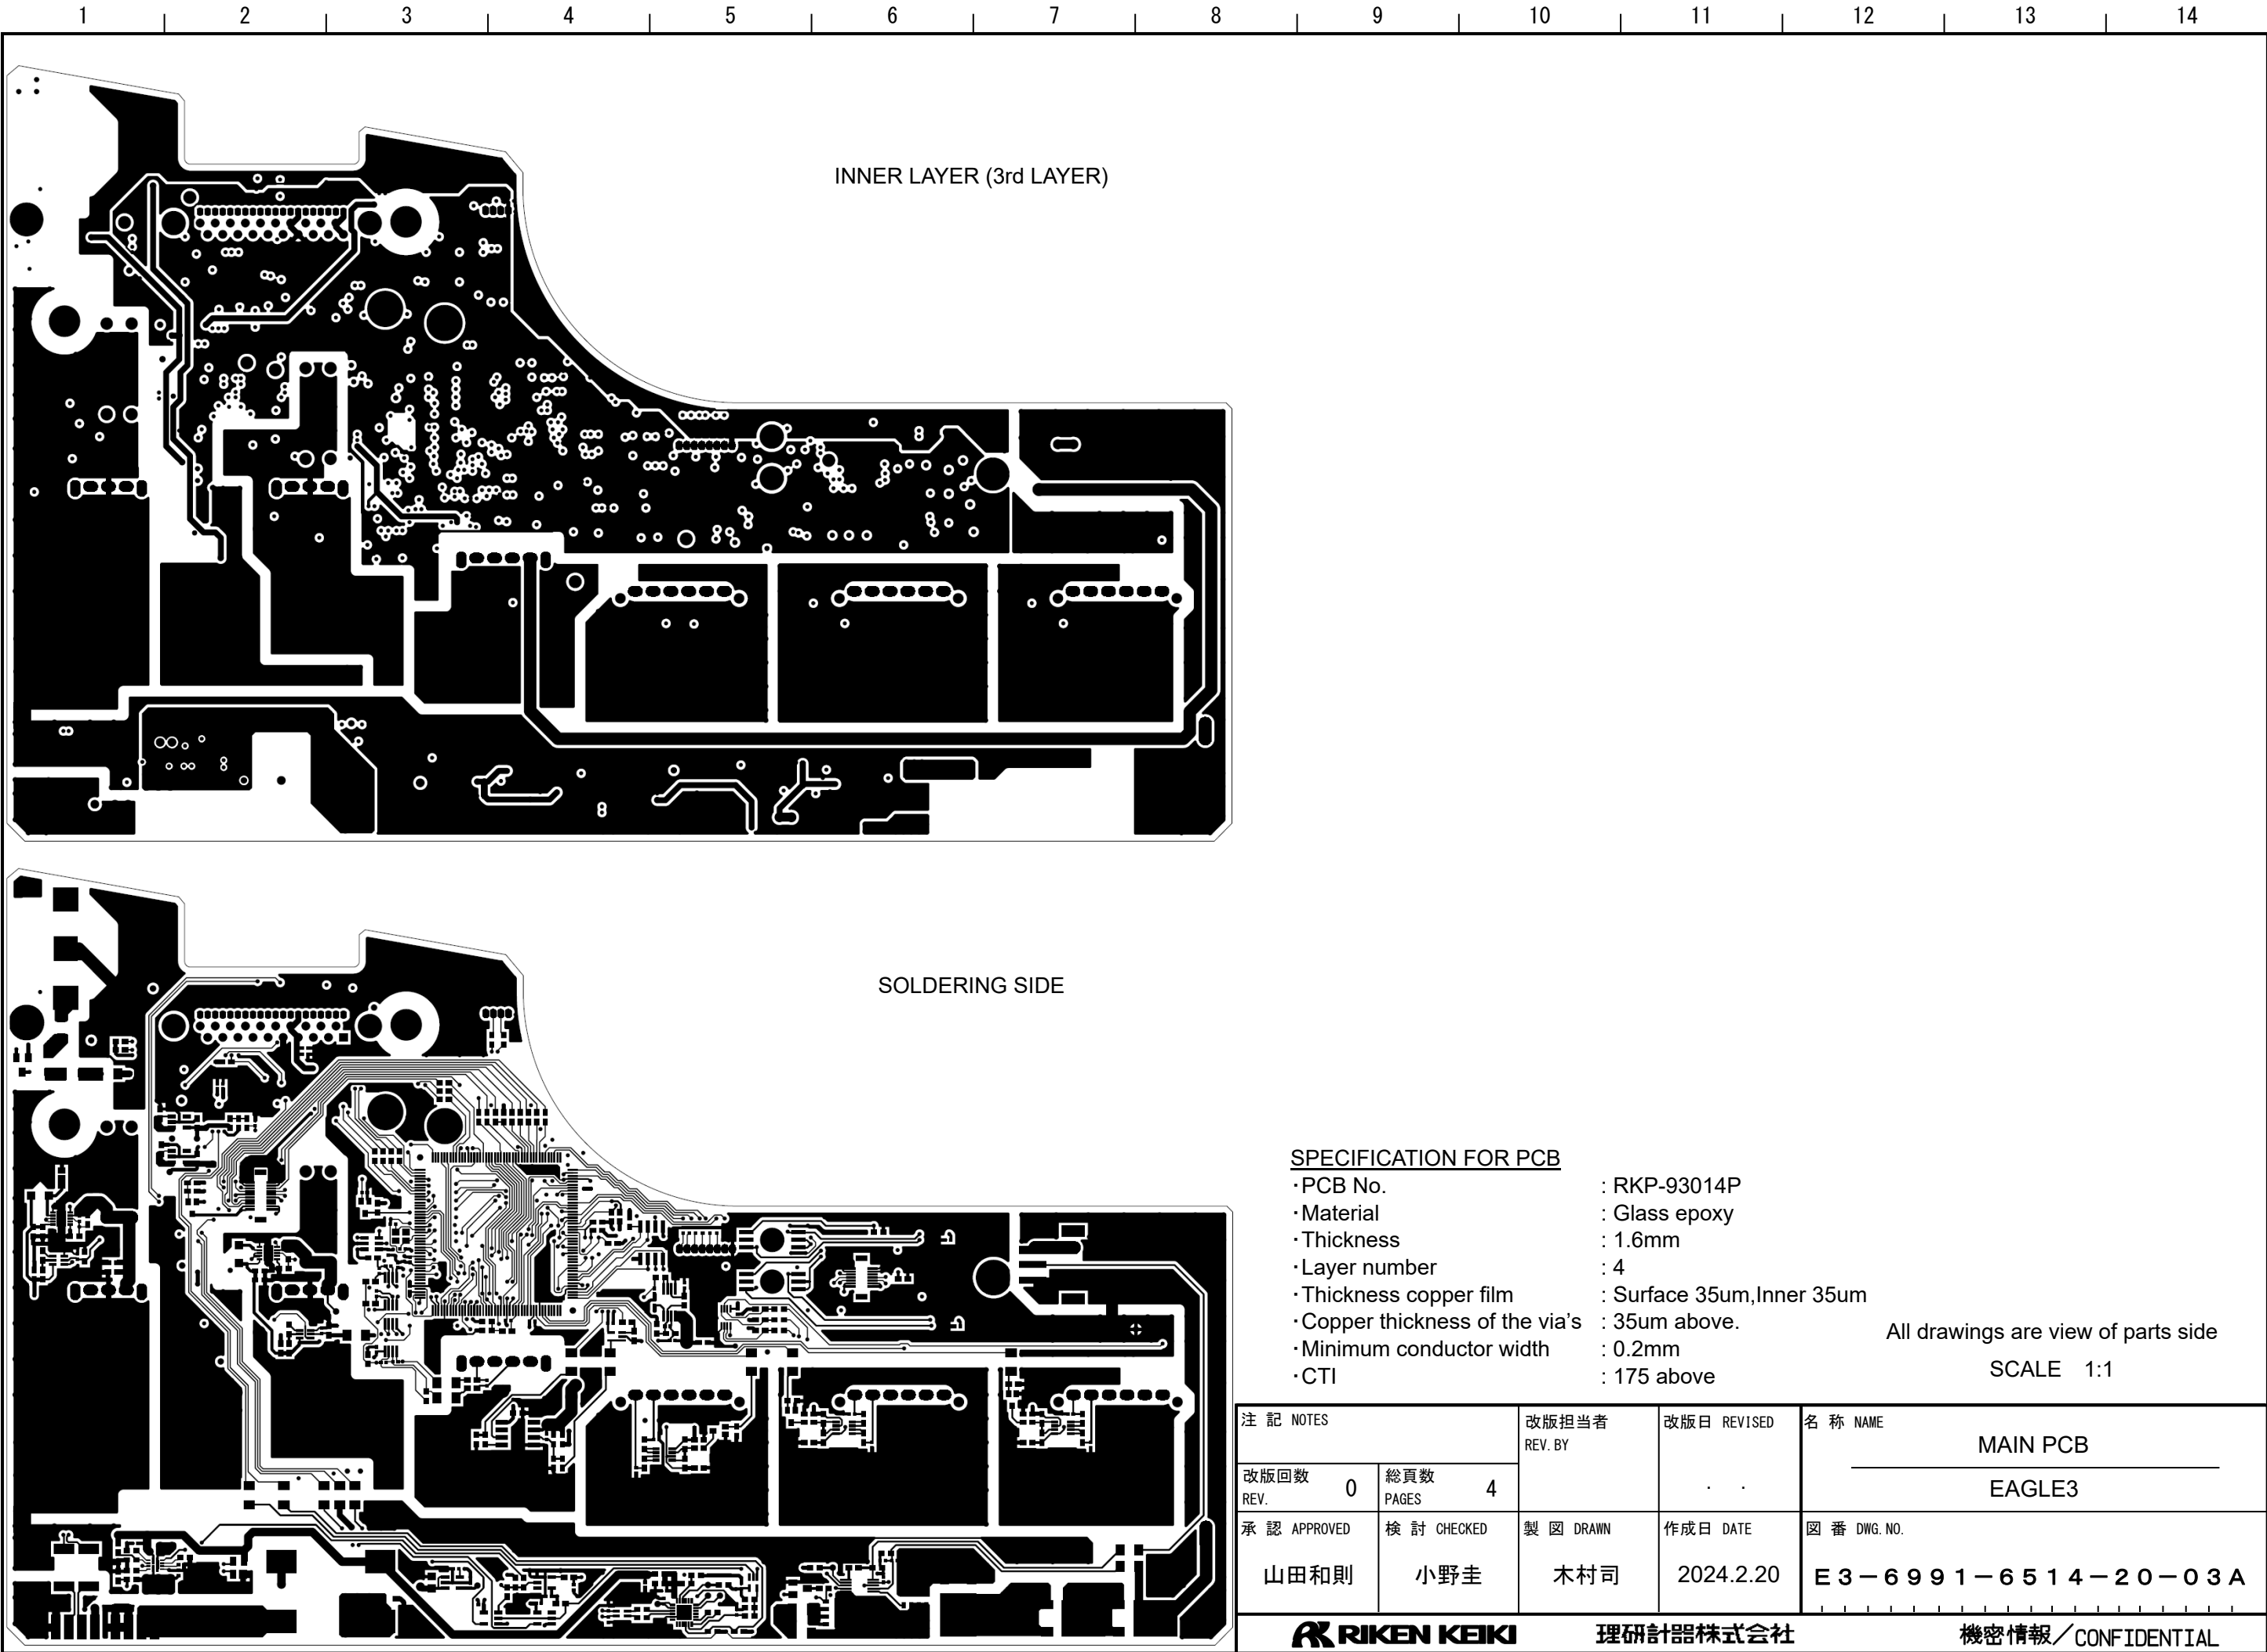 1 2 3 4 5 6 7 8 9 10 11 12 13 14
INNER LAYER (3rd LAYER)
SOLDERING SIDE
SPECIFICATION FOR PCB
・PCB No. : RKP-93014P
・Material : Glass epoxy
・Thickness : 1.6mm
・Layer number : 4
・Thickness copper film : Surface 35um,Inner 35um
・Copper thickness of the via's : 35um above.
・Minimum conductor width : 0.2mm
・CTI : 175 above
All drawings are view of parts side
SCALE 1:1
注 記 NOTES
改版担当者
REV. BY
改版日 REVISED
. .
名 称 NAME
MAIN PCB
EAGLE3
改版回数
REV. 0
総頁数
PAGES 4
承 認 APPROVED
山田和則
検 討 CHECKED
小野圭
製 図 DRAWN
木村司
作成日 DATE
2024.2.20
図 番 DWG. NO.
E3-6991-6514-20-03A
RIKEN KEIKI 理研計器株式会社 機密情報/CONFIDENTIAL